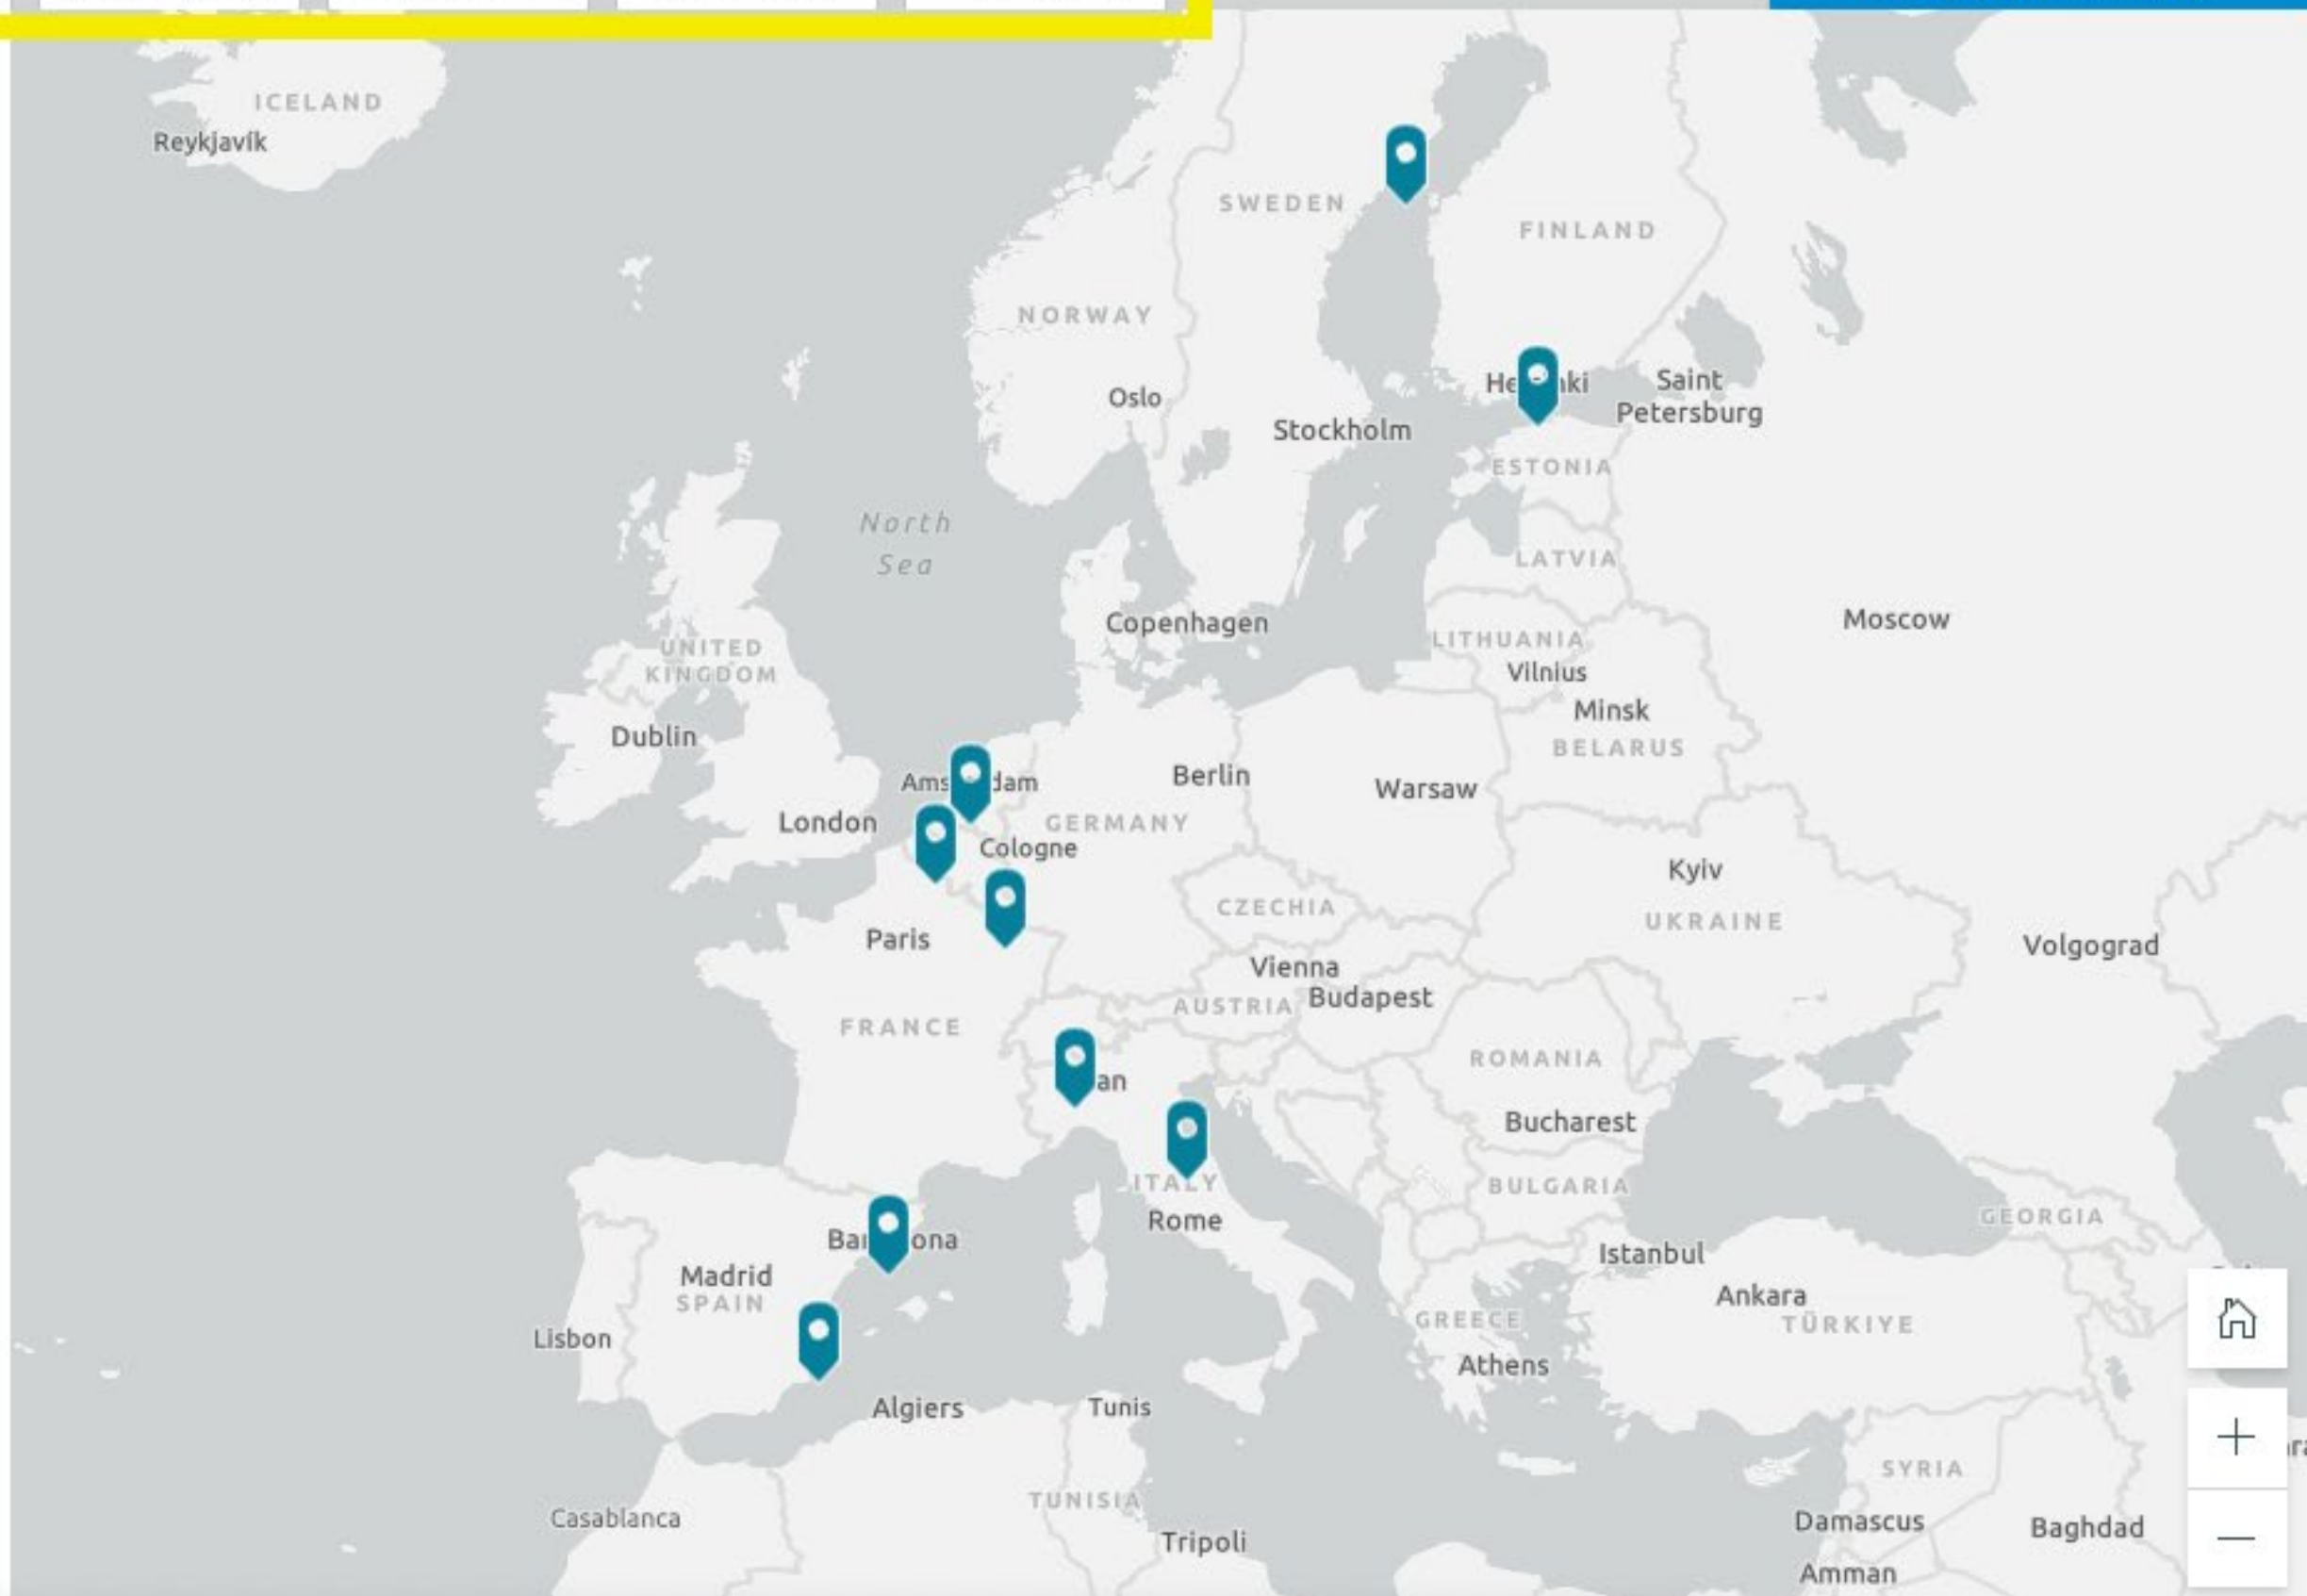 ICELAND
Reykjavík
SWEDEN
FINLAND
NORWAY
Oslo
Stockholm
Saint
Petersburg
ESTONIA
North
Sea
LATVIA
Copenhagen
Moscow
LITHUANIA
Vilnius
UNITED
KINGDOM
Minsk
Dublin
BELARUS
Berlin
Warsaw
London
GERMANY
Cologne
Kyiv
CZECHIA
UKRAINE
Paris
Volgograd
Vienna
Budapest
AUSTRIA
FRANCE
ROMANIA
Bucharest
ITALY
BULGARIA
Rome
GEORGIA
Istanbul
Madrid
SPAIN
Ankara
TÜRKIYE
GREECE
Lisbon
Athens
Algiers
Tunis
SYRIA
TUNISIA
Casablanca
Damascus
Baghdad
Tripoli
Amman